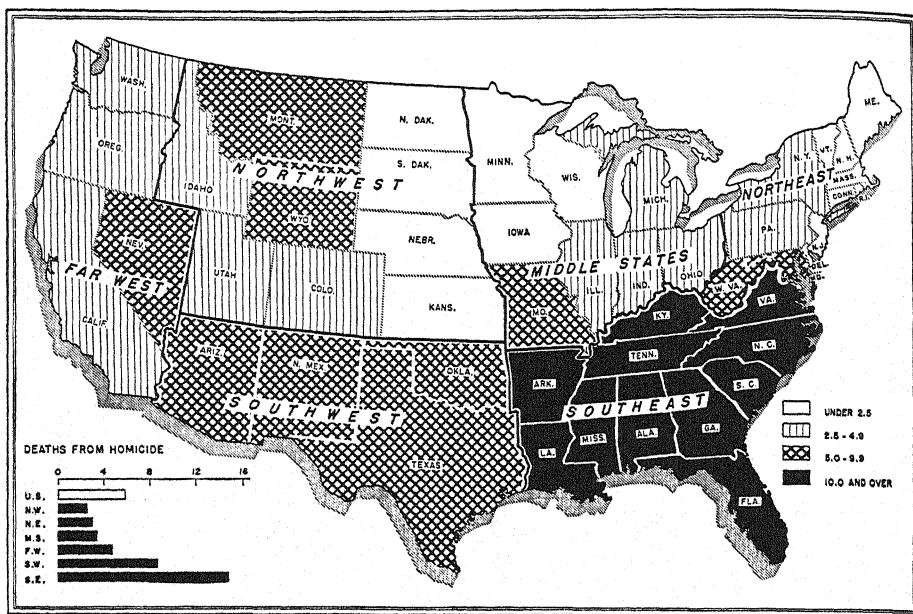 WASH.
MONT.
N. DAK.
MINN.
ME.
OREG.
IDAHO
S. DAK.
WIS.
MICH.
N.Y.
VT.
N. H.
MASS.
CONN.
R.I.
NORTHWEST
NORTHEAST
WYO.
NEBR.
IOWA
PA.
N.J.
NEV.
UTAH
COLO.
KANS.
FAR WEST
MIDDLE STATES
ILL.
IND.
OHIO
W. VA.
MO.
CALIF.
KY.
VA.
ARIZ.
N. MEX.
OKLA.
ARK.
TENN.
N. C.
S. C.
SOUTHWEST
SOUTHEAST
TEXAS
LA.
MISS.
ALA.
GA.
FLA.
UNDER 2.5
2.5 - 4.9
5.0 - 9.9
10.0 AND OVER
DEATHS FROM HOMICIDE
0 4 8 12 16
U.S.
N.W.
N.E.
M.S.
F.W.
S.W.
S.E.